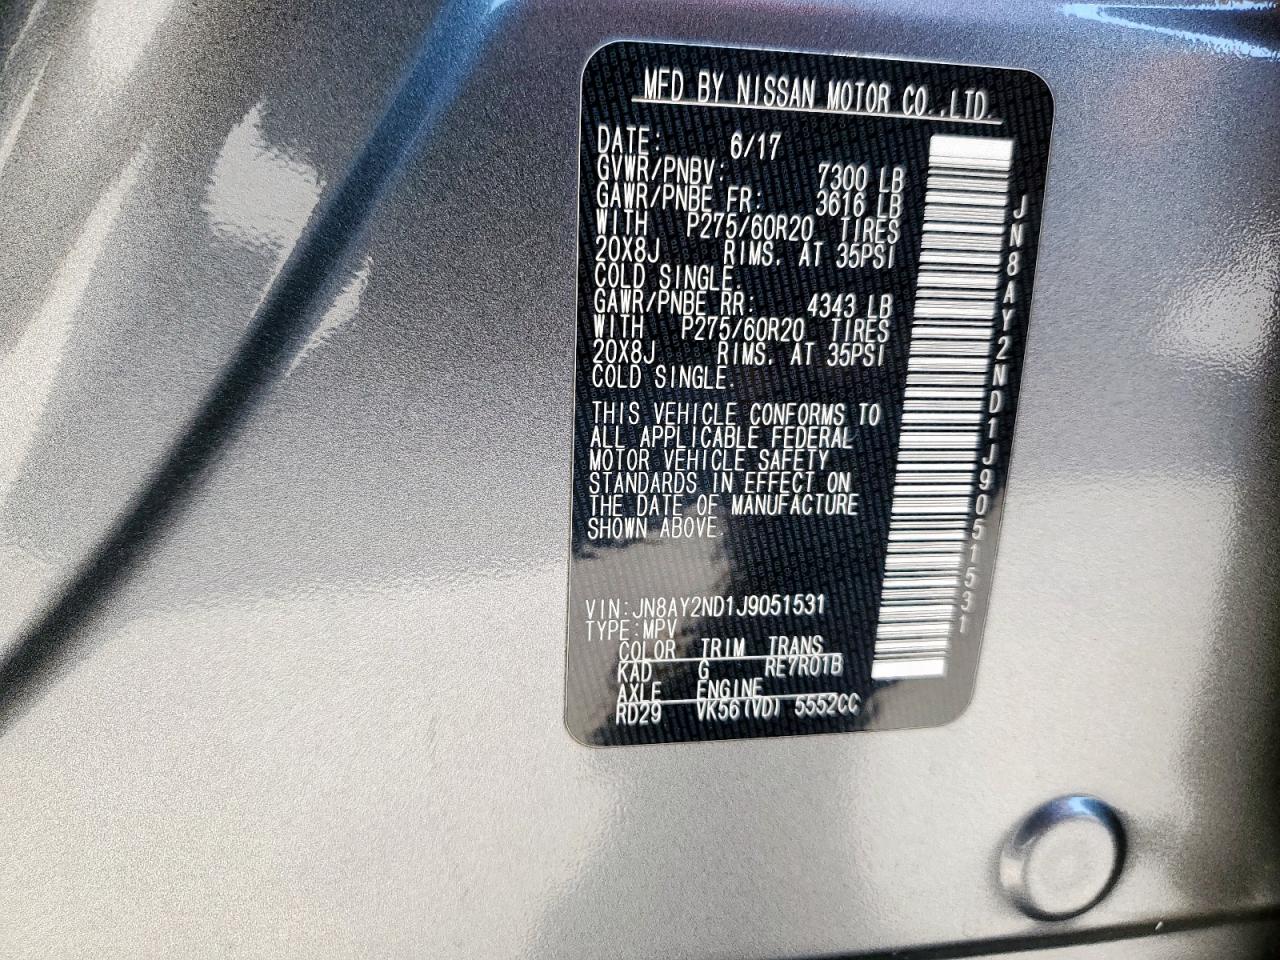 MFD BY NISSAN MOTOR CO.,LTD.
DATE: 6/17
GVWR/PNBV: 7300 LB
GAWR/PNBE FR: 3616 LB
WITH P275/60R20 TIRES
20X8J RIMS, AT 35PSI
COLD SINGLE.
GAWR/PNBE RR: 4343 LB
WITH P275/60R20 TIRES
20X8J RIMS, AT 35PSI
COLD SINGLE.
THIS VEHICLE CONFORMS TO
ALL APPLICABLE FEDERAL
MOTOR VEHICLE SAFETY
STANDARDS IN EFFECT ON
THE DATE OF MANUFACTURE
SHOWN ABOVE.
VIN:JN8AY2ND1J9051531
TYPE:MPV
COLOR TRIM TRANS
KAD G RE7R01B
AXLE ENGINE
RD29 VK56(VD) 5552CC
JN8AY2ND1J9051531